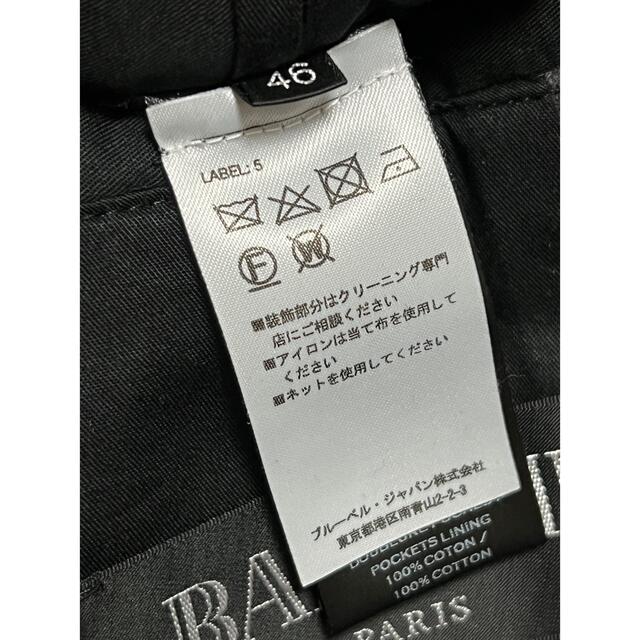 46
LABEL: 5
F W
■装飾部分はクリーニング専門
店にご相談ください
■アイロンは当て布を使用して
ください
■ネットを使用してください
ブルーベル・ジャパン株式会社
東京都港区南青山2-2-3
POCKETS LINING
100% COTON /
100% COTTON
BA
PARIS